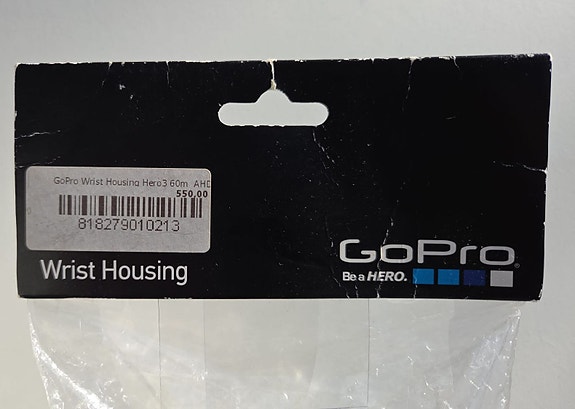 GoPro Wrist Housing Hero3 60m AHD
550,00
818279010213
Wrist Housing
GoPro
Be a HERO.